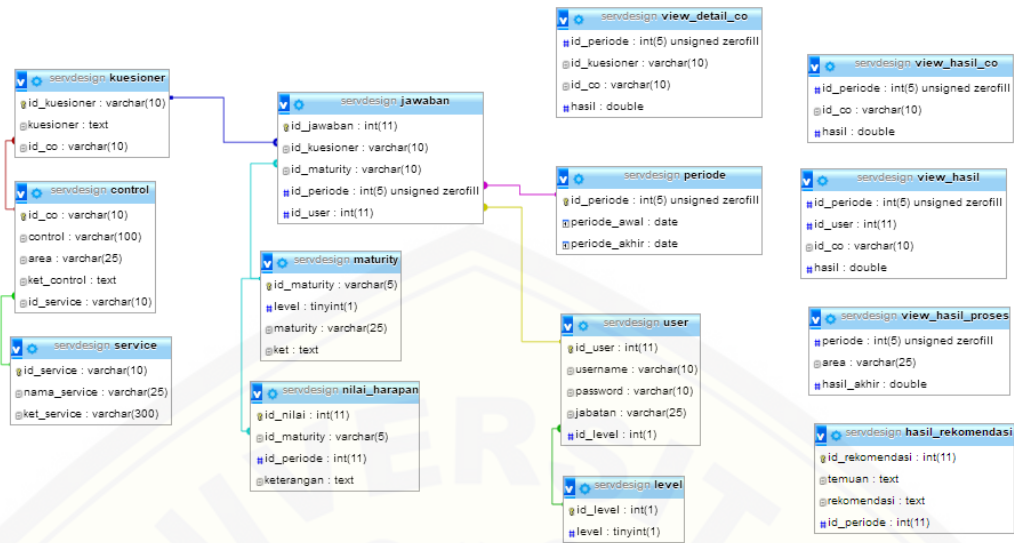 servdesign kuesioner
id_kuesioner : varchar(10)
kuesioner : text
id_co : varchar(10)
servdesign control
id_co : varchar(10)
control : varchar(100)
area : varchar(25)
ket_control : text
id_service : varchar(10)
servdesign service
id_service : varchar(10)
nama_service : varchar(25)
ket_service : varchar(300)
servdesign jawaban
id_jawaban : int(11)
id_kuesioner : varchar(10)
id_maturity : varchar(10)
#id_periode : int(5) unsigned zerofill
#id_user : int(11)
servdesign maturity
id_maturity : varchar(5)
#level : tinyint(1)
maturity : varchar(25)
ket : text
servdesign nilai_harapan
id_nilai : int(11)
id_maturity : varchar(5)
#id_periode : int(11)
keterangan : text
servdesign view_detail_co
#id_periode : int(5) unsigned zerofill
id_kuesioner : varchar(10)
id_co : varchar(10)
#hasil : double
servdesign periode
id_periode : int(5) unsigned zerofill
periode_awal : date
periode_akhir : date
servdesign user
id_user : int(11)
username : varchar(10)
password : varchar(10)
jabatan : varchar(25)
#id_level : int(1)
servdesign level
id_level : int(1)
#level : tinyint(1)
servdesign view_hasil_co
#id_periode : int(5) unsigned zerofill
id_co : varchar(10)
#hasil : double
servdesign view_hasil
#id_periode : int(5) unsigned zerofill
#id_user : int(11)
id_co : varchar(10)
#hasil : double
servdesign view_hasil_proses
#periode : int(5) unsigned zerofill
area : varchar(25)
#hasil_akhir : double
servdesign hasil_rekomendasi
id_rekomendasi : int(11)
temuan : text
rekomendasi : text
#id_periode : int(11)